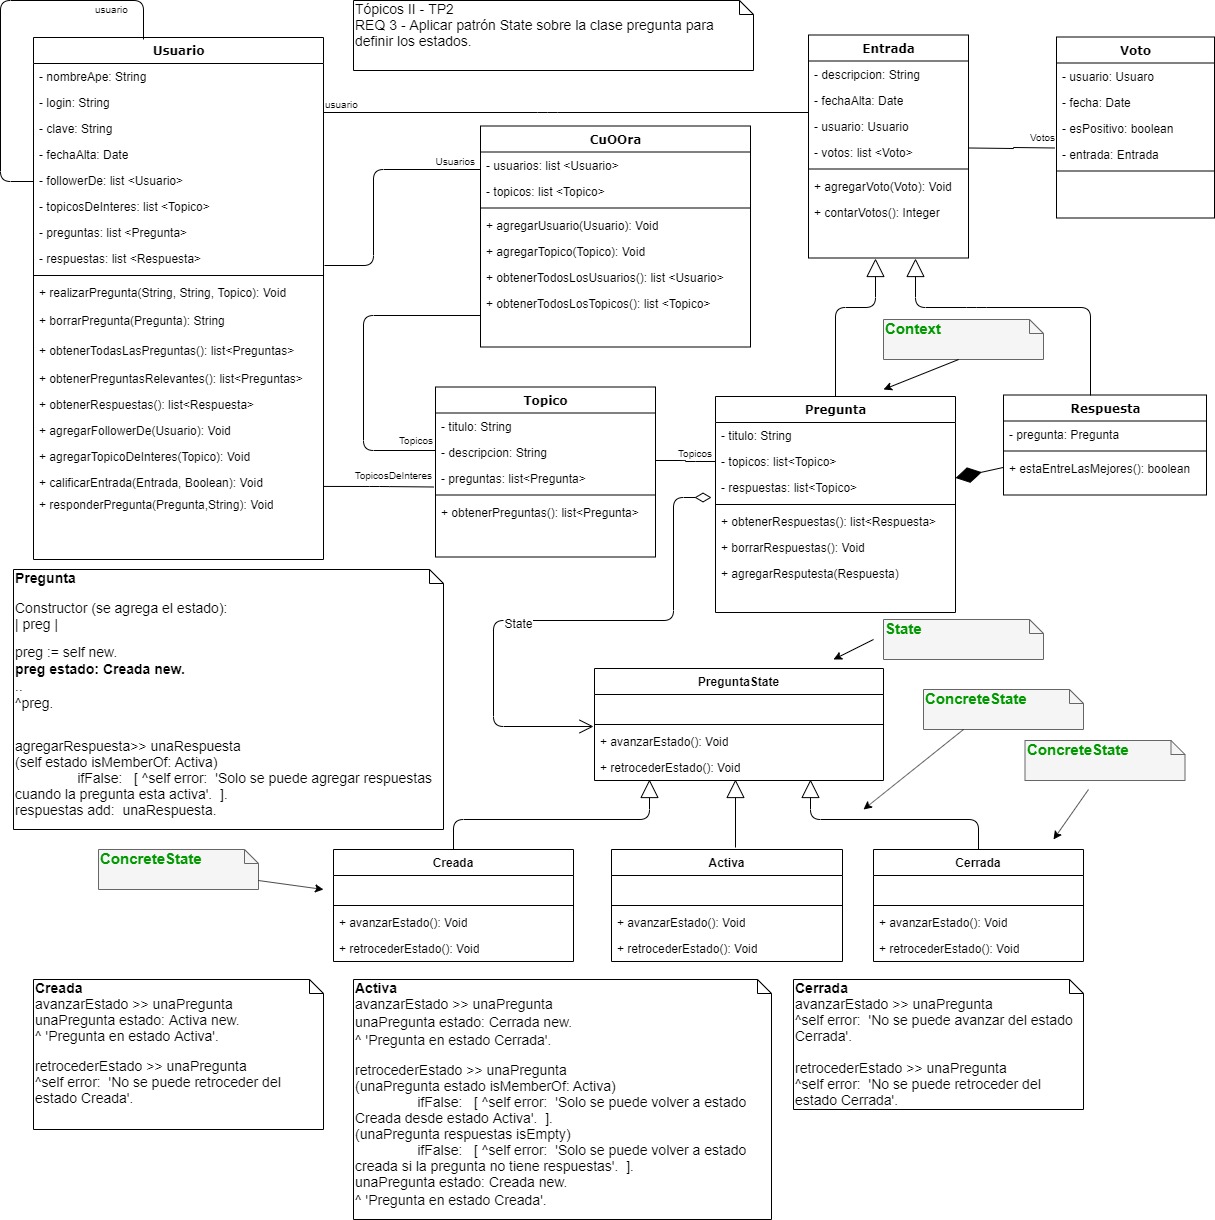 usuario
Tópicos II - TP2
REQ 3 - Aplicar patrón State sobre la clase pregunta para
definir los estados.
Usuario
- nombreApe: String
- login: String
- clave: String
- fechaAlta: Date
- followerDe: list <Usuario>
- topicosDeInteres: list <Topico>
- preguntas: list <Pregunta>
- respuestas: list <Respuesta>
+ realizarPregunta(String, String, Topico): Void
+ borrarPregunta(Pregunta): String
+ obtenerTodasLasPreguntas(): list<Preguntas>
+ obtenerPreguntasRelevantes(): list<Preguntas>
+ obtenerRespuestas(): list<Respuesta>
+ agregarFollowerDe(Usuario): Void
+ agregarTopicoDeInteres(Topico): Void
+ calificarEntrada(Entrada, Boolean): Void
+ responderPregunta(Pregunta,String): Void
usuario
Usuarios
CuOOra
- usuarios: list <Usuario>
- topicos: list <Topico>
+ agregarUsuario(Usuario): Void
+ agregarTopico(Topico): Void
+ obtenerTodosLosUsuarios(): list <Usuario>
+ obtenerTodosLosTopicos(): list <Topico>
Entrada
- descripcion: String
- fechaAlta: Date
- usuario: Usuario
- votos: list <Voto>
+ agregarVoto(Voto): Void
+ contarVotos(): Integer
Votos
Voto
- usuario: Usuaro
- fecha: Date
- esPositivo: boolean
- entrada: Entrada
Context
Topicos
TopicosDeInteres
Topico
- titulo: String
- descripcion: String
- preguntas: list<Pregunta>
+ obtenerPreguntas(): list<Pregunta>
Topicos
Pregunta
- titulo: String
- topicos: list<Topico>
- respuestas: list<Topico>
+ obtenerRespuestas(): list<Respuesta>
+ borrarRespuestas(): Void
+ agregarResputesta(Respuesta)
Respuesta
- pregunta: Pregunta
+ estaEntreLasMejores(): boolean
Pregunta
Constructor (se agrega el estado):
| preg |
preg := self new.
preg estado: Creada new.
..
^preg.
agregarRespuesta>> unaRespuesta
(self estado isMemberOf: Activa)
ifFalse: [ ^self error: 'Solo se puede agregar respuestas
cuando la pregunta esta activa'. ].
respuestas add: unaRespuesta.
State
State
PreguntaState
+ avanzarEstado(): Void
+ retrocederEstado(): Void
ConcreteState
ConcreteState
ConcreteState
Creada
+ avanzarEstado(): Void
+ retrocederEstado(): Void
Activa
+ avanzarEstado(): Void
+ retrocederEstado(): Void
Cerrada
+ avanzarEstado(): Void
+ retrocederEstado(): Void
Creada
avanzarEstado >> unaPregunta
unaPregunta estado: Activa new.
^ 'Pregunta en estado Activa'.
retrocederEstado >> unaPregunta
^self error: 'No se puede retroceder del
estado Creada'.
Activa
avanzarEstado >> unaPregunta
unaPregunta estado: Cerrada new.
^ 'Pregunta en estado Cerrada'.
retrocederEstado >> unaPregunta
(unaPregunta estado isMemberOf: Activa)
ifFalse: [ ^self error: 'Solo se puede volver a estado
Creada desde estado Activa'. ].
(unaPregunta respuestas isEmpty)
ifFalse: [ ^self error: 'Solo se puede volver a estado
creada si la pregunta no tiene respuestas'. ].
unaPregunta estado: Creada new.
^ 'Pregunta en estado Creada'.
Cerrada
avanzarEstado >> unaPregunta
^self error: 'No se puede avanzar del estado
Cerrada'.
retrocederEstado >> unaPregunta
^self error: 'No se puede retroceder del
estado Cerrada'.